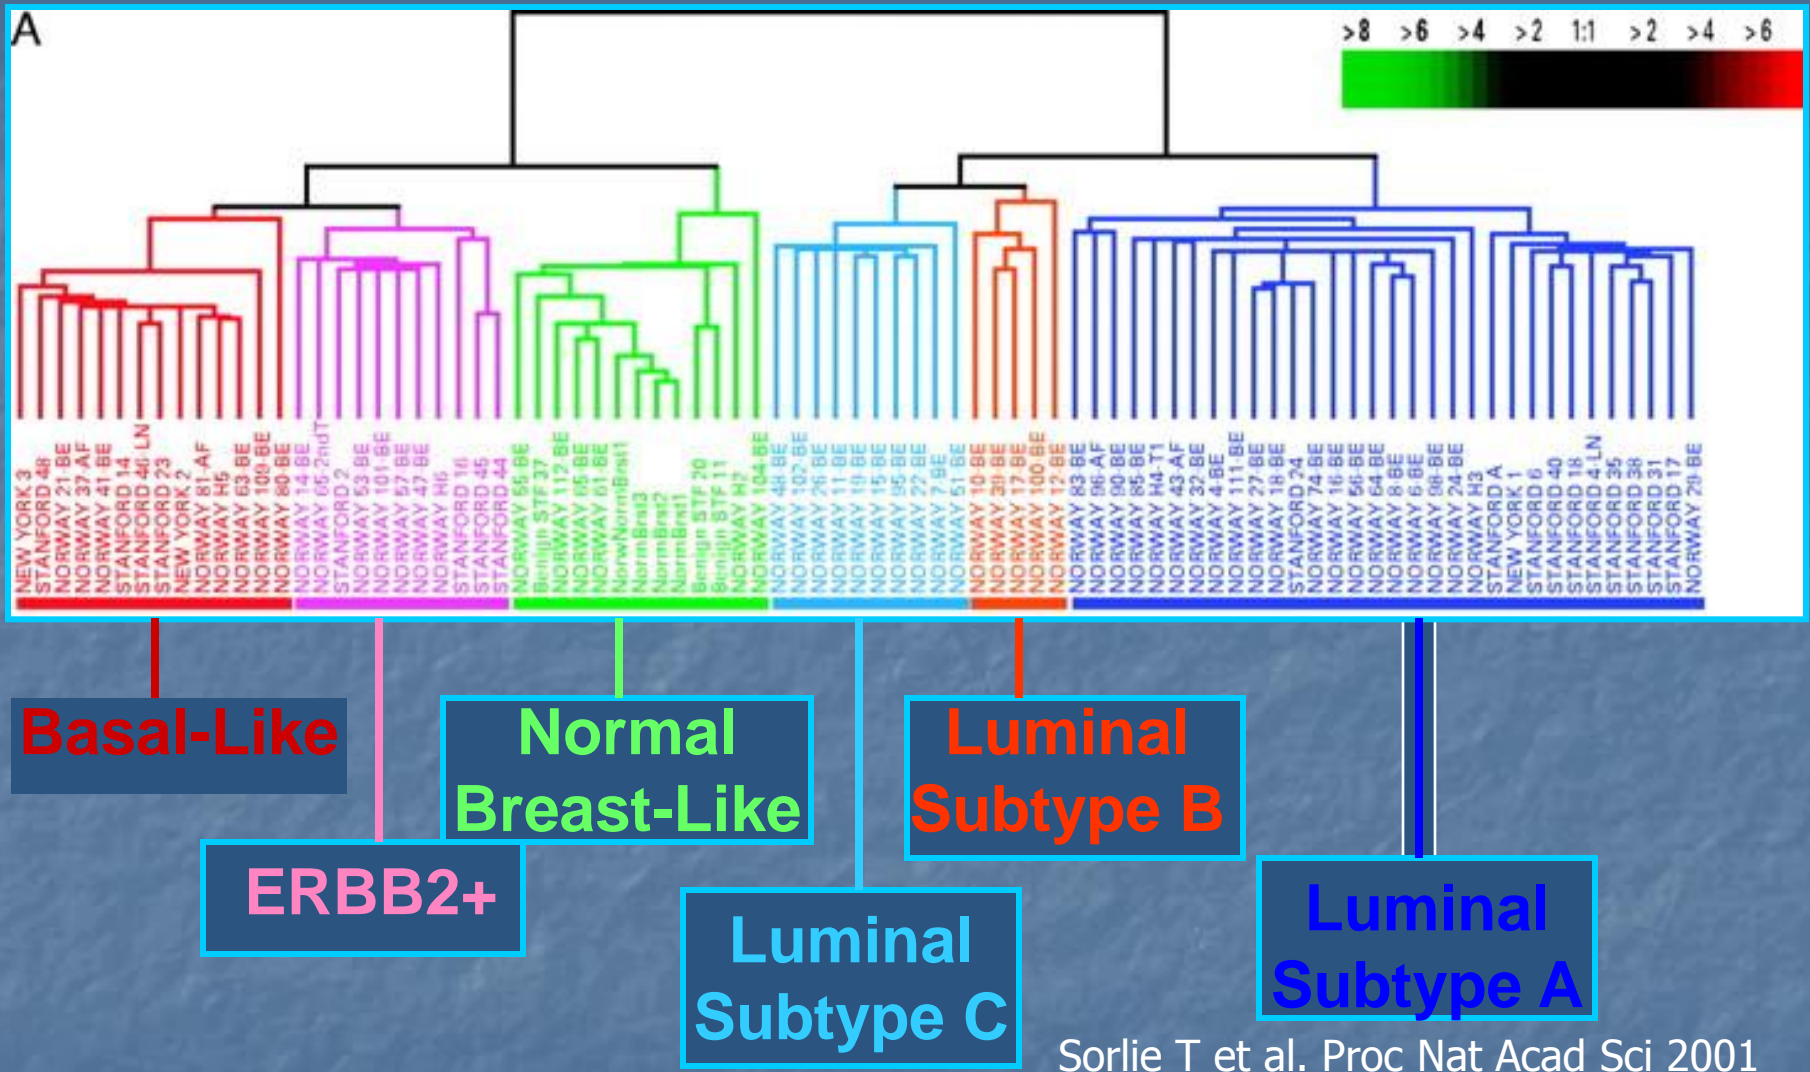 A
>8 >6 >4 >2 1:1 >2 >4 >6
NEW YORK 3
STANFORD 48
NORWAY 21-BE
NORWAY 37-AF
NORWAY 41-BE
STANFORD 14
STANFORD 46-LN
STANFORD 23
NEW YORK 2
NORWAY 81-AF
NORWAY H5
NORWAY 63-BE
NORWAY 109-BE
NORWAY 80-BE
NORWAY 14-BE
NORWAY 65-2ndT
STANFORD 2
NORWAY 53-BE
NORWAY 101-BE
NORWAY 57-BE
NORWAY 47-BE
NORWAY H6
STANFORD 16
STANFORD 45
STANFORD 44
NORWAY 55-BE
Benign STF 37
NORWAY 112-BE
NORWAY 65-BE
NORWAY 61-BE
NorwNormBrst1
NormBrst3
NormBrst2
NormBrst1
Benign STF 20
Benign STF 11
NORWAY H2
NORWAY 104-BE
NORWAY 48-BE
NORWAY 102-BE
NORWAY 26-BE
NORWAY 11-BE
NORWAY 19-BE
NORWAY 15-BE
NORWAY 95-BE
NORWAY 22-BE
NORWAY 7-BE
NORWAY 51-BE
NORWAY 10-BE
NORWAY 39-BE
NORWAY 17-BE
NORWAY 100-BE
NORWAY 12-BE
NORWAY 83-BE
NORWAY 96-AF
NORWAY 90-BE
NORWAY 85-BE
NORWAY H4-T1
NORWAY 43-AF
NORWAY 32-BE
NORWAY 4-BE
NORWAY 111-BE
NORWAY 27-BE
NORWAY 18-BE
STANFORD 24
NORWAY 74-BE
NORWAY 16-BE
NORWAY 56-BE
NORWAY 64-BE
NORWAY 8-BE
NORWAY 6-BE
NORWAY 98-BE
NORWAY 24-BE
NORWAY H3
STANFORD A
NEW YORK 1
STANFORD 6
STANFORD 40
STANFORD 18
STANFORD 4-LN
STANFORD 35
STANFORD 38
STANFORD 31
STANFORD 17
NORWAY 29-BE
Basal-Like
Normal
Breast-Like
Luminal
Subtype B
ERBB2+
Luminal
Subtype C
Luminal
Subtype A
Sorlie T et al. Proc Nat Acad Sci 2001